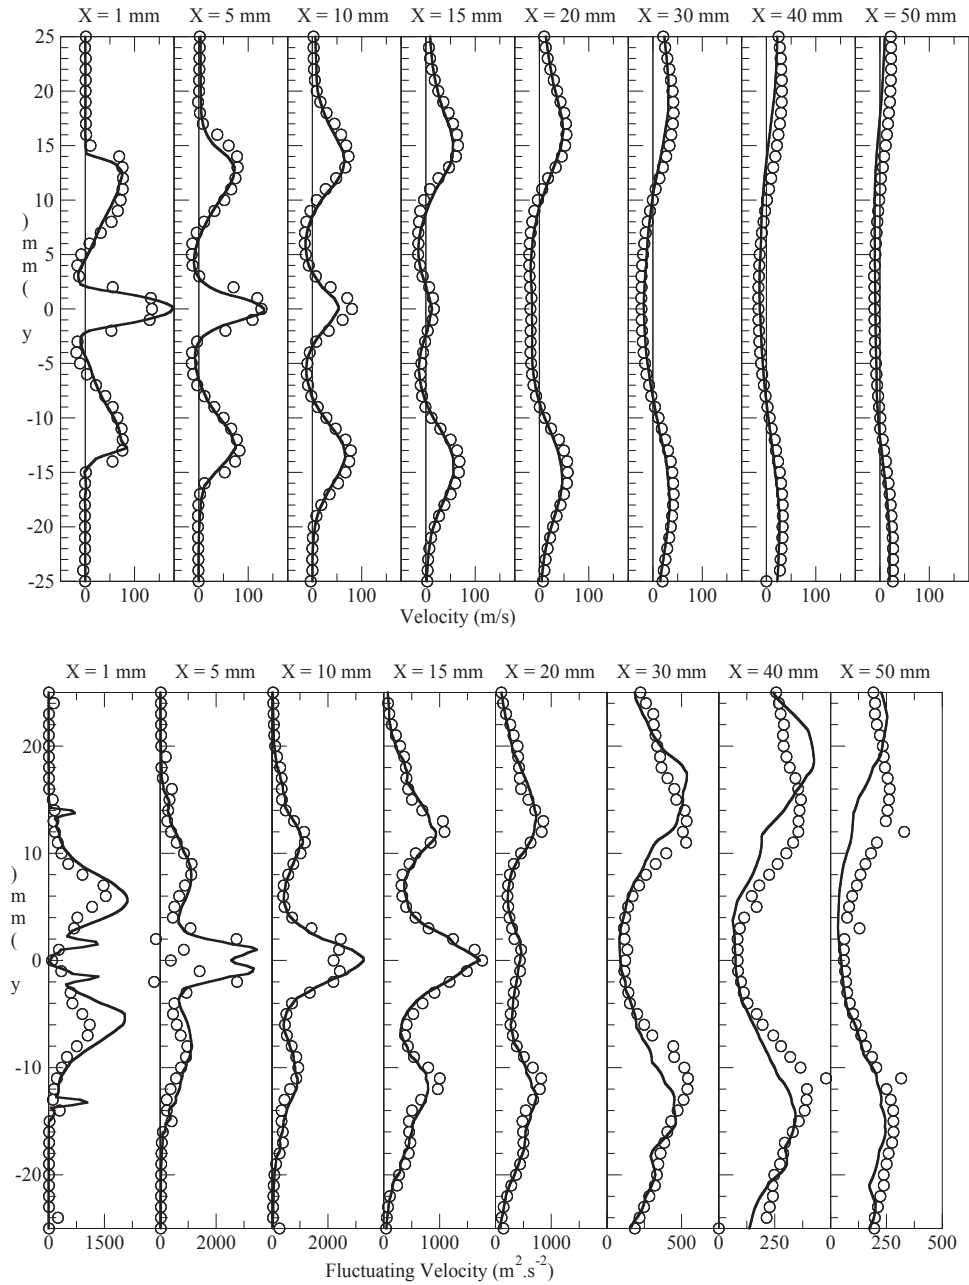 X = 1 mm X = 5 mm X = 10 mm X = 15 mm X = 20 mm X = 30 mm X = 40 mm X = 50 mm
25
20
15
10
5
0
-5
-10
-15
-20
-25
y (mm)
0 100 0 100 0 100 0 100 0 100 0 100 0 100 0 100
Velocity (m/s)
X = 1 mm X = 5 mm X = 10 mm X = 15 mm X = 20 mm X = 30 mm X = 40 mm X = 50 mm
20
10
0
-10
-20
y (mm)
0 1500 0 2000 0 2000 0 1000 0 1000 0 500 0 250 0 250 500
Fluctuating Velocity (m².s⁻²)